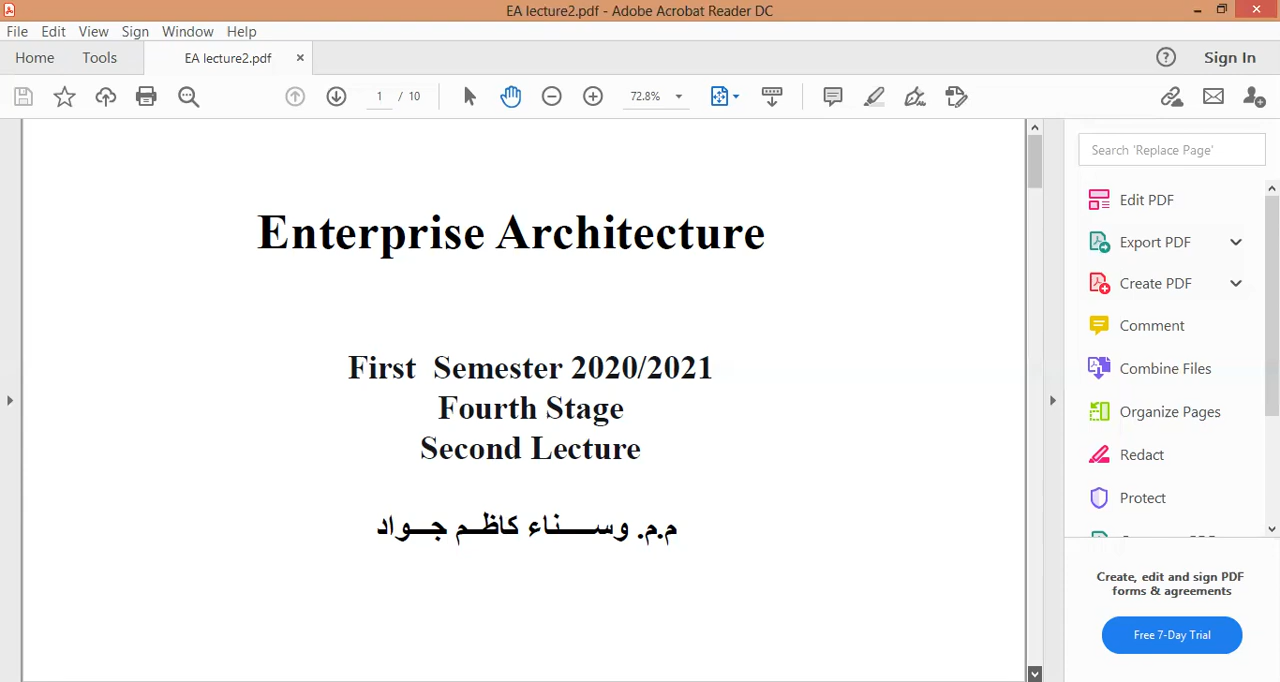 EA lecture2.pdf - Adobe Acrobat Reader DC
File Edit View Sign Window Help
Home Tools EA lecture2.pdf × ? Sign In
1 / 10 72.8%
Enterprise Architecture
First Semester 2020/2021
Fourth Stage
Second Lecture
م.م. وســـناء كاظـم جـواد
Search 'Replace Page'
Edit PDF
Export PDF
Create PDF
Comment
Combine Files
Organize Pages
Redact
Protect
Create, edit and sign PDF
forms & agreements
Free 7-Day Trial